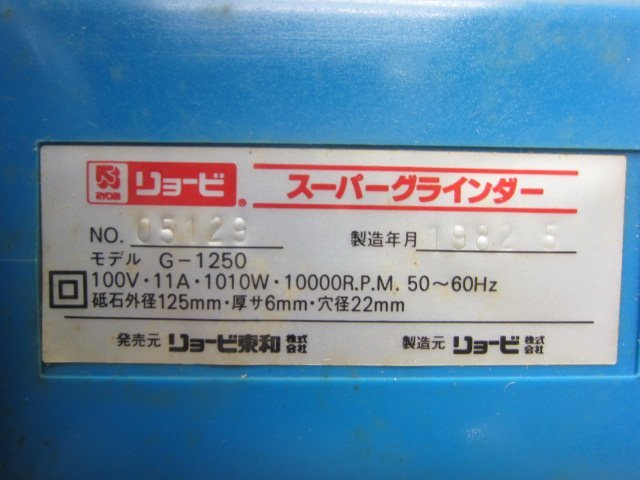 RYOBI リョービ® スーパーグラインダー
NO. 05129 製造年月 1982 5
モデル G-1250
100V・11A・1010W・10000R.P.M. 50〜60Hz
砥石外径125mm・厚サ6mm・穴径22mm
発売元 リョービ東和株式会社 製造元 リョービ株式会社